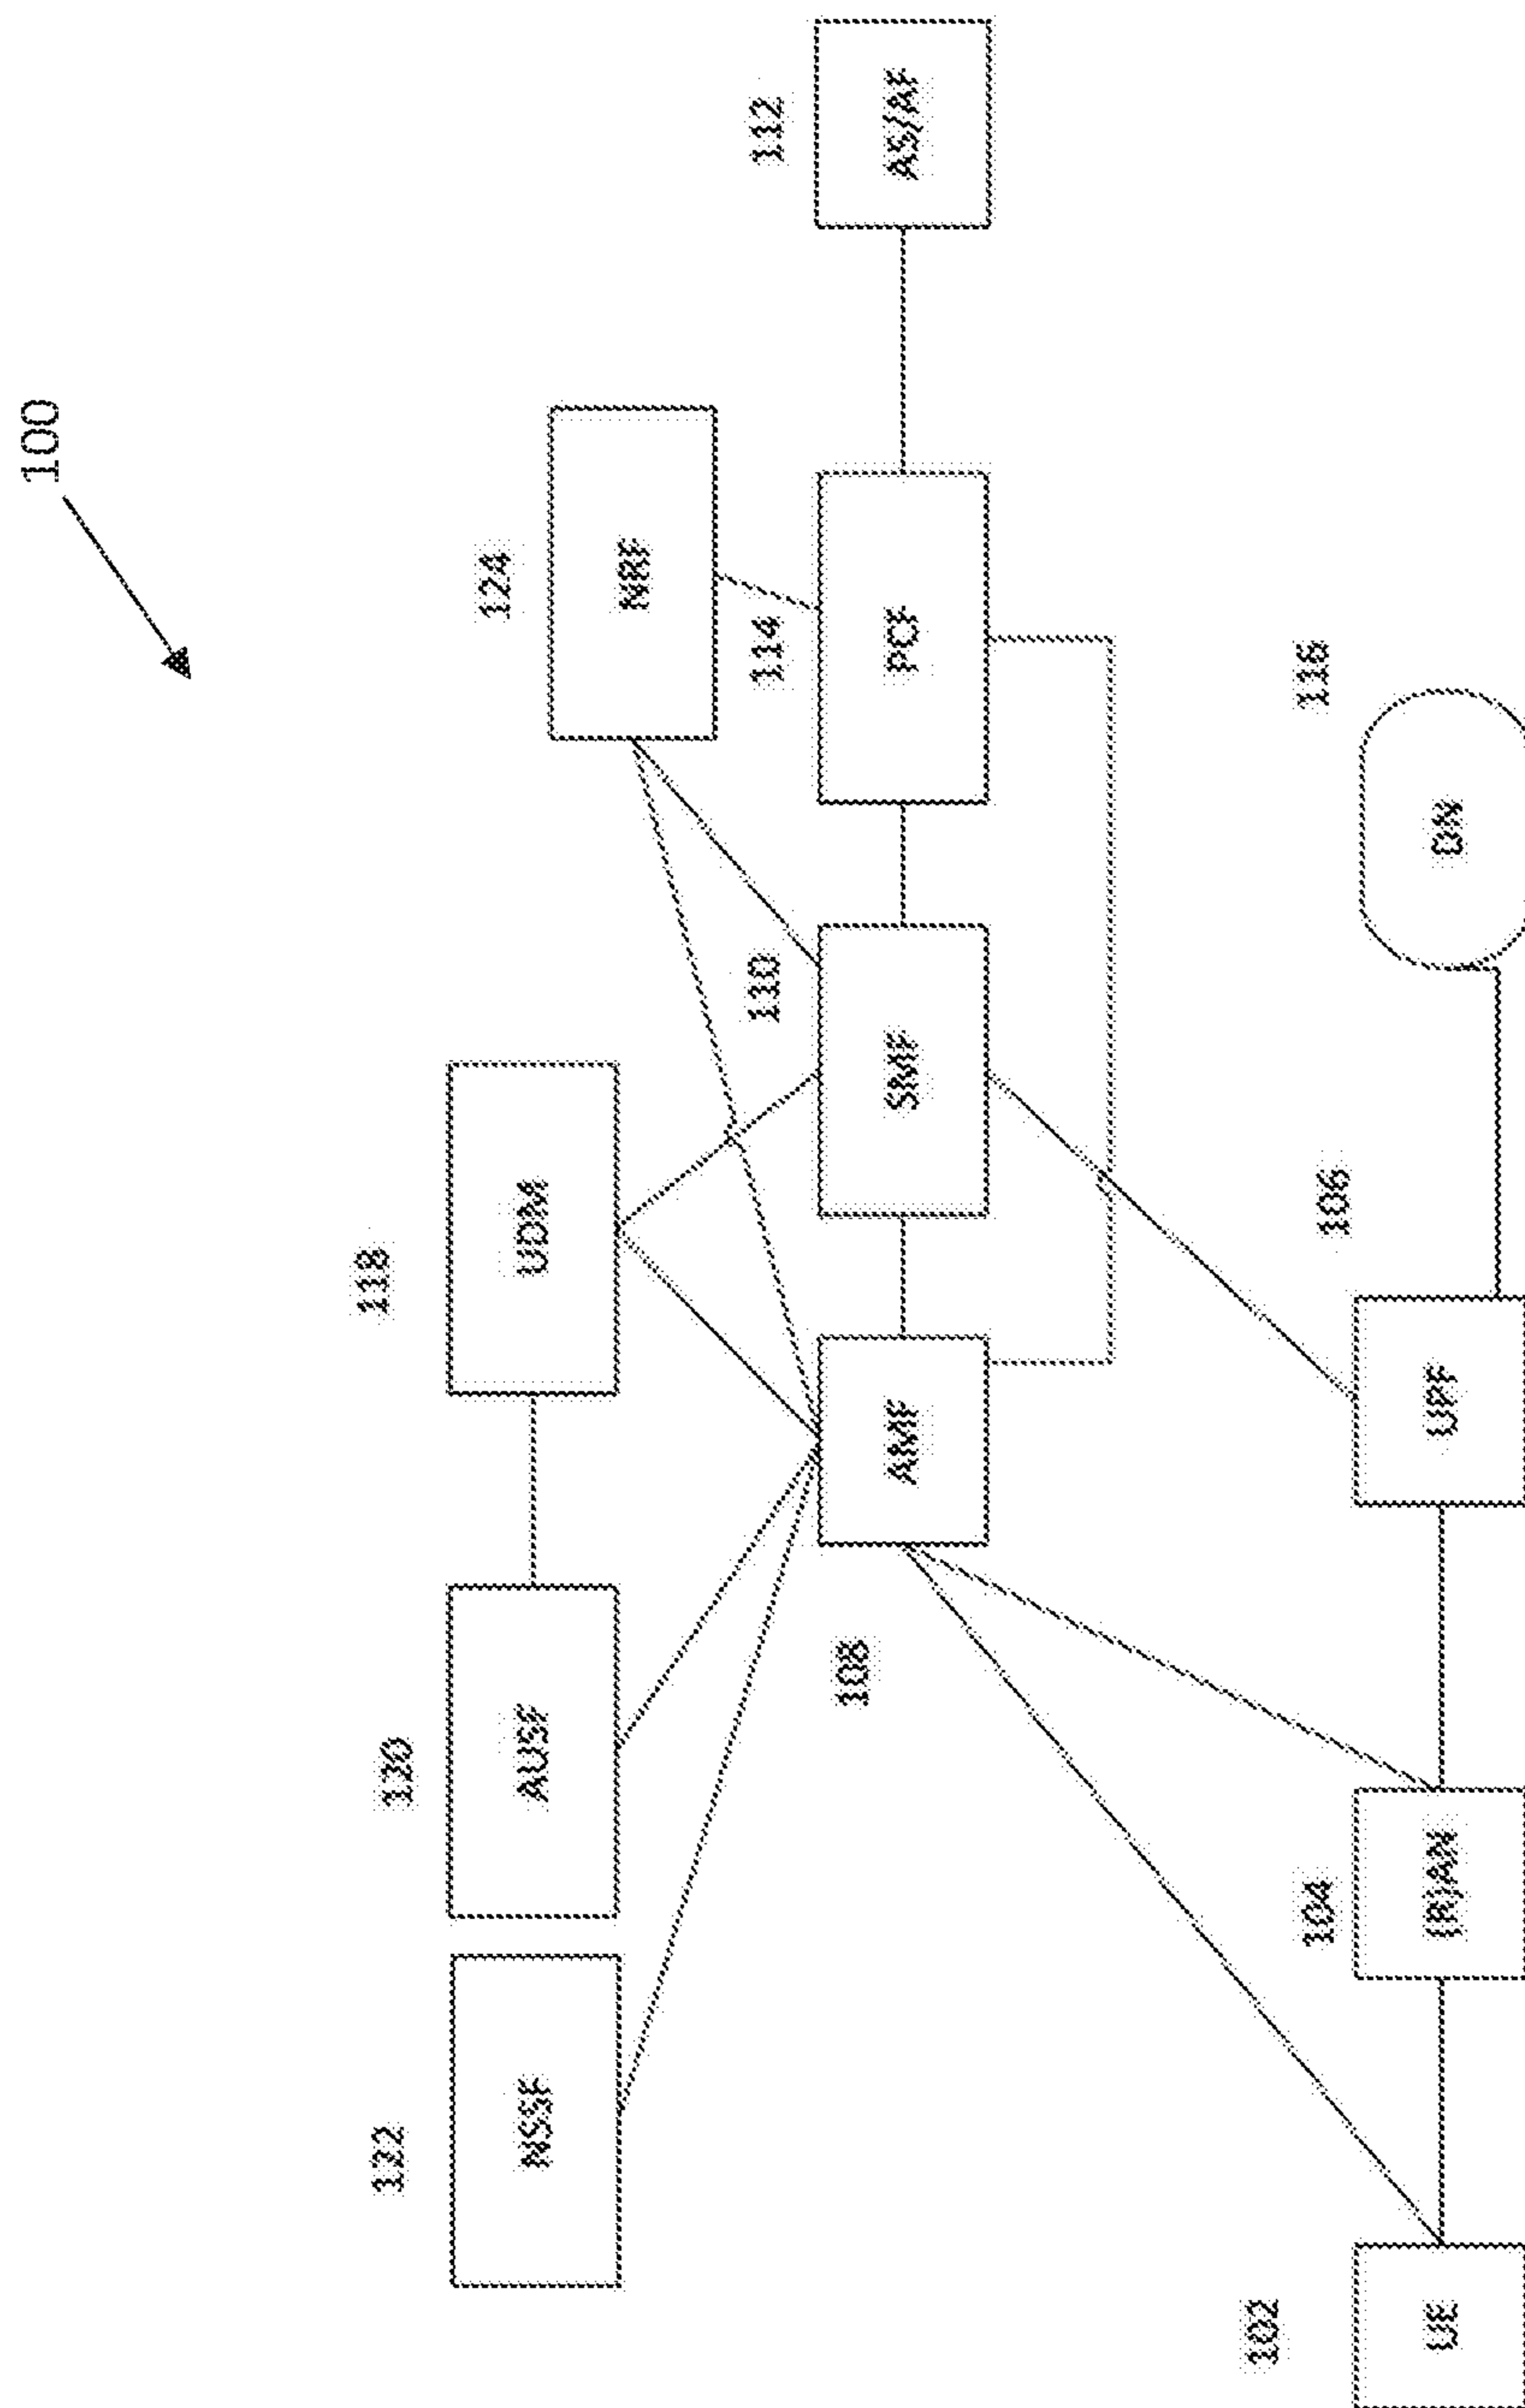 100
122
120
118
124
NSSF
AUSF
UDM
NRF
110
114
112
108
AMF
SMF
PCF
AS/AF
102
104
106
116
UE
(R)AN
UPF
DN